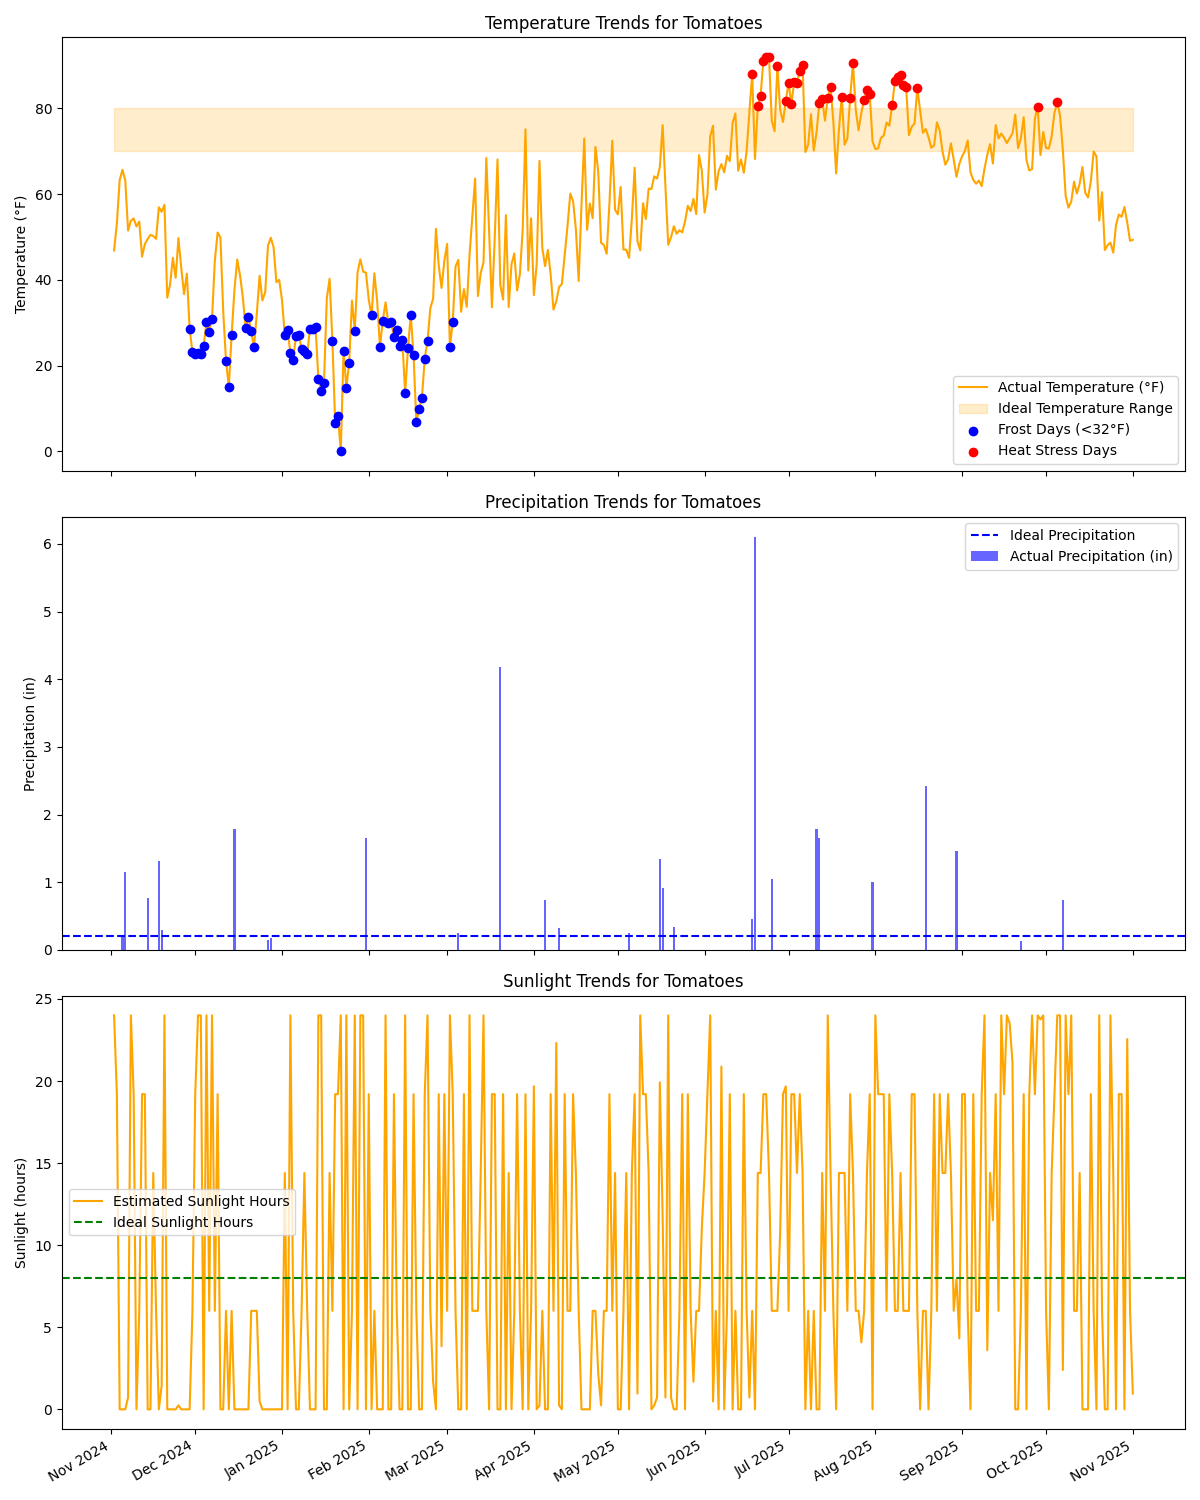 Temperature Trends for Tomatoes
Temperature (°F)
80
60
40
20
0
Actual Temperature (°F)
Ideal Temperature Range
Frost Days (<32°F)
Heat Stress Days
Precipitation Trends for Tomatoes
Precipitation (in)
6
5
4
3
2
1
0
Ideal Precipitation
Actual Precipitation (in)
Sunlight Trends for Tomatoes
Sunlight (hours)
25
20
15
10
5
0
Estimated Sunlight Hours
Ideal Sunlight Hours
Nov 2024
Dec 2024
Jan 2025
Feb 2025
Mar 2025
Apr 2025
May 2025
Jun 2025
Jul 2025
Aug 2025
Sep 2025
Oct 2025
Nov 2025